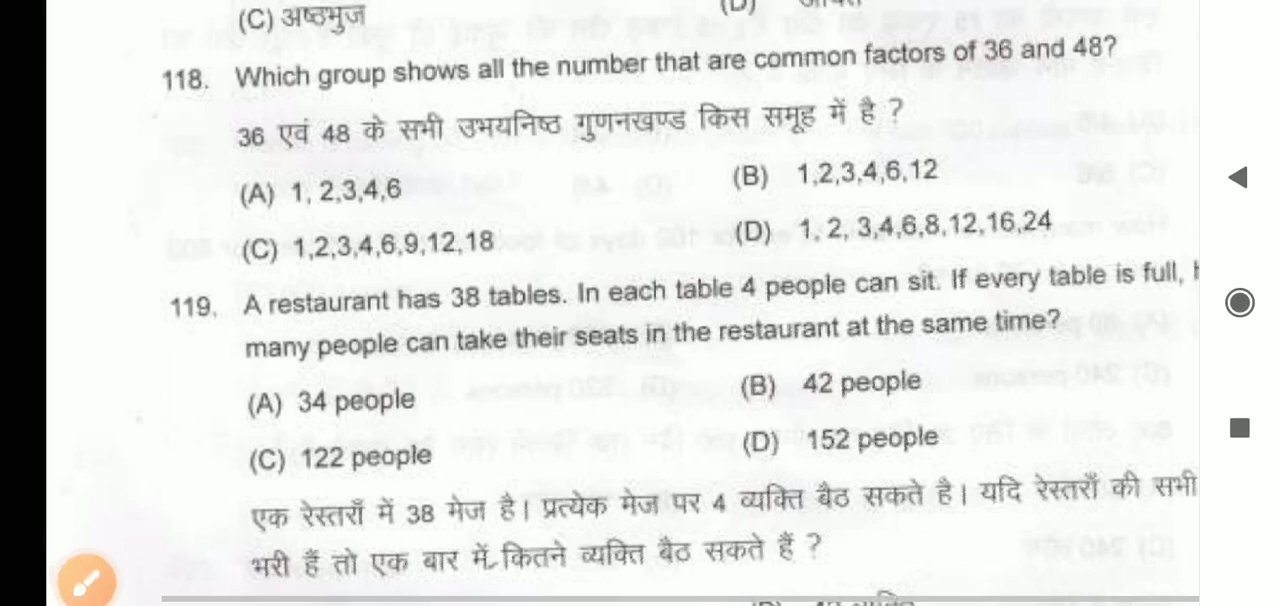 (C) अष्ठभुज (D)
118. Which group shows all the number that are common factors of 36 and 48?
36 एवं 48 के सभी उभयनिष्ठ गुणनखण्ड किस समूह में है ?
(A) 1, 2,3,4,6 (B) 1,2,3,4,6,12
(C) 1,2,3,4,6,9,12,18 (D) 1, 2, 3,4,6,8,12,16,24
119. A restaurant has 38 tables. In each table 4 people can sit. If every table is full,
many people can take their seats in the restaurant at the same time?
(A) 34 people (B) 42 people
(C) 122 people (D) 152 people
एक रेस्तराँ में 38 मेज है। प्रत्येक मेज पर 4 व्यक्ति बैठ सकते है। यदि रेस्तराँ की सभी
भरी हैं तो एक बार में कितने व्यक्ति बैठ सकते हैं ?